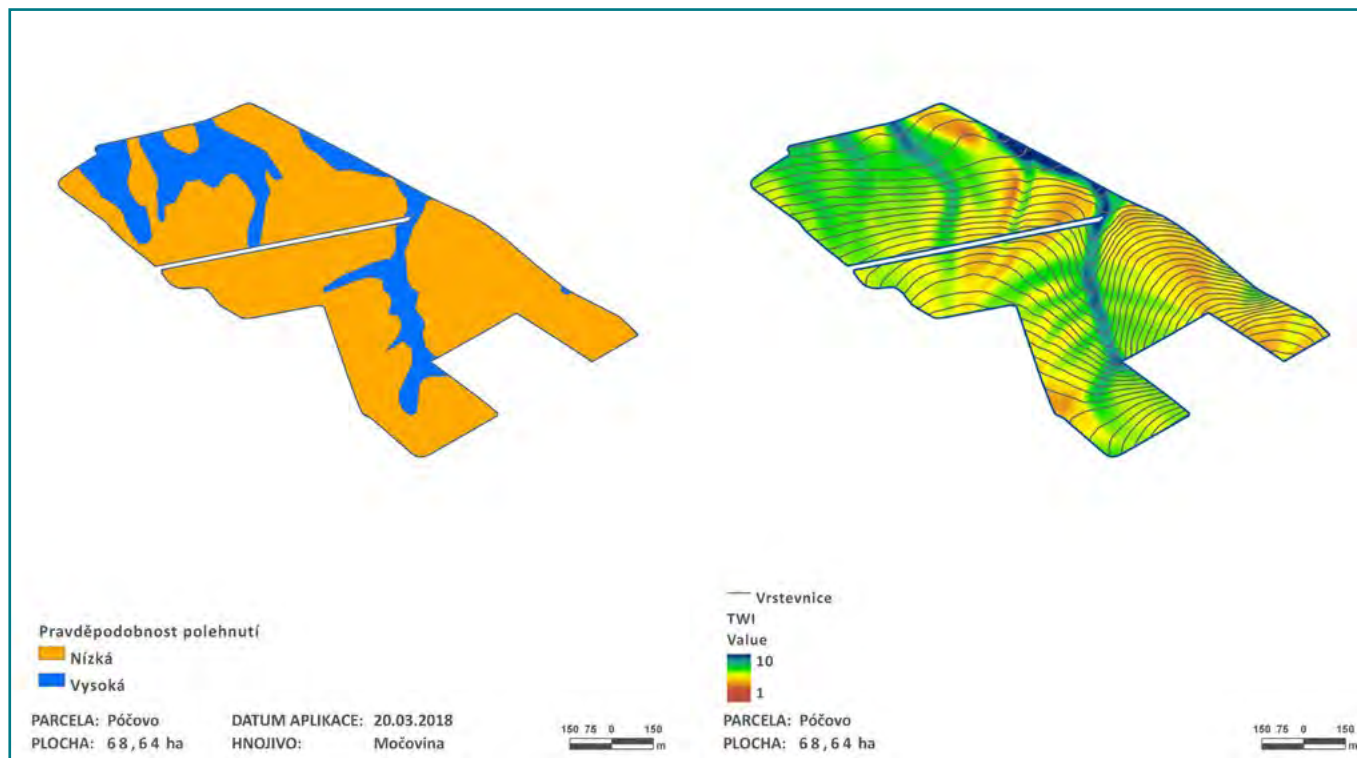 Pravděpodobnost polehnutí
Nízká
Vysoká
PARCELA: Póčovo
DATUM APLIKACE: 20.03.2018
PLOCHA: 68,64 ha
HNOJIVO: Močovina
150 75 0 150
m
Vrstevnice
TWI
Value
10
1
PARCELA: Póčovo
PLOCHA: 68,64 ha
150 75 0 150
m